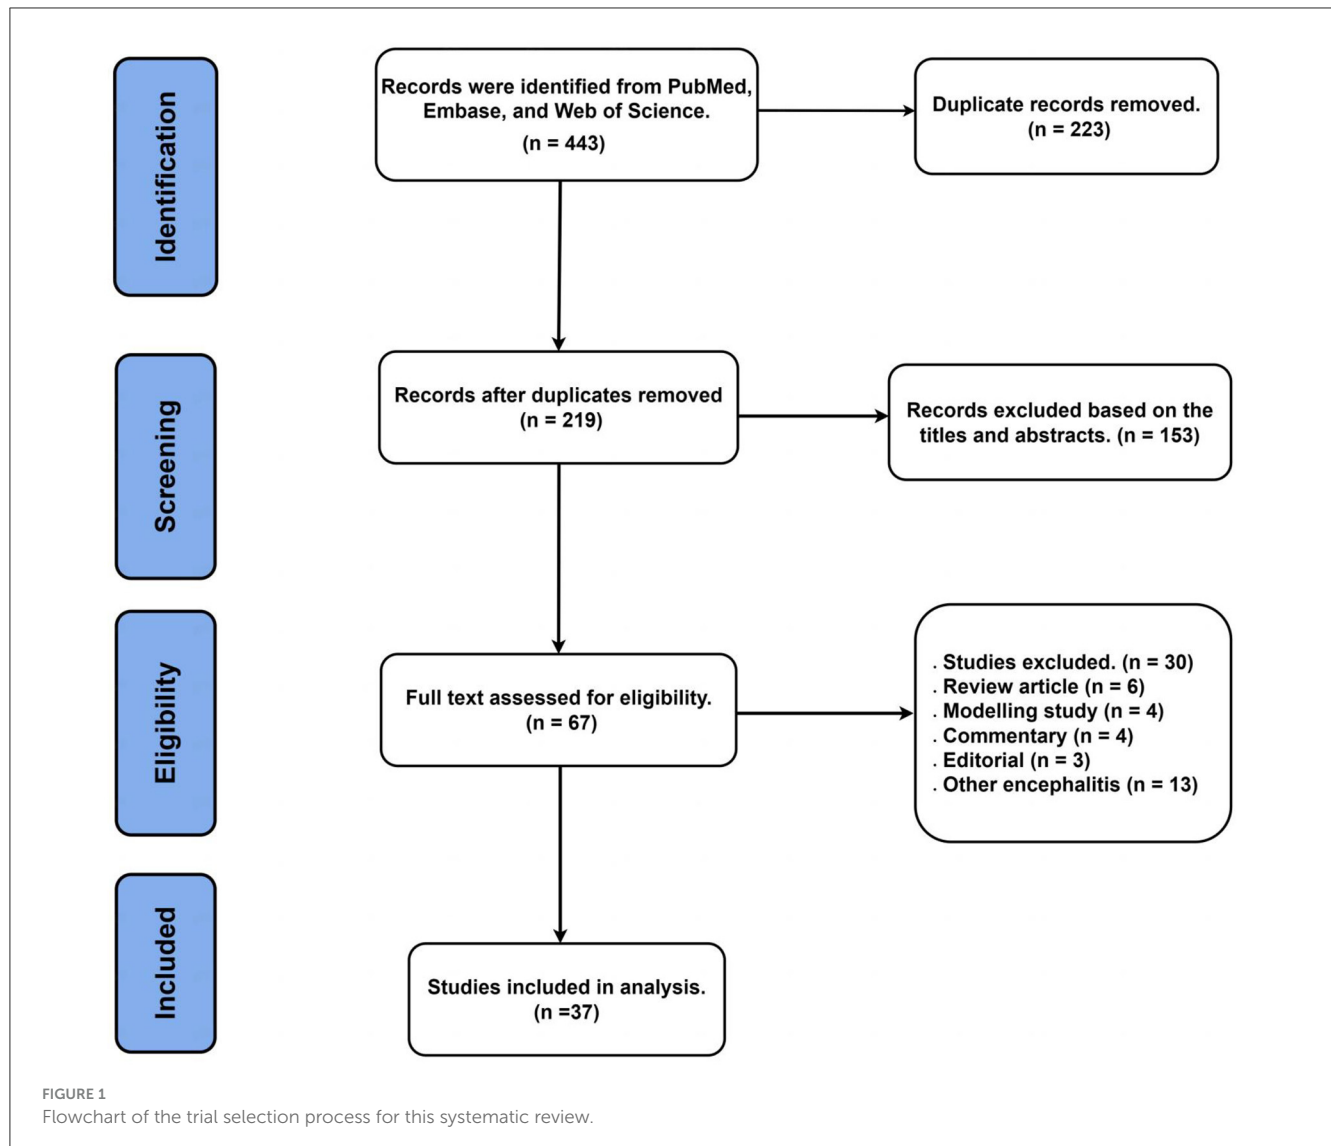 Identification
Records were identified from PubMed,
Embase, and Web of Science.
(n = 443)
Duplicate records removed.
(n = 223)
Screening
Records after duplicates removed
(n = 219)
Records excluded based on the
titles and abstracts. (n = 153)
Eligibility
Full text assessed for eligibility.
(n = 67)
. Studies excluded. (n = 30)
. Review article (n = 6)
. Modelling study (n = 4)
. Commentary (n = 4)
. Editorial (n = 3)
. Other encephalitis (n = 13)
Included
Studies included in analysis.
(n =37)
FIGURE 1
Flowchart of the trial selection process for this systematic review.